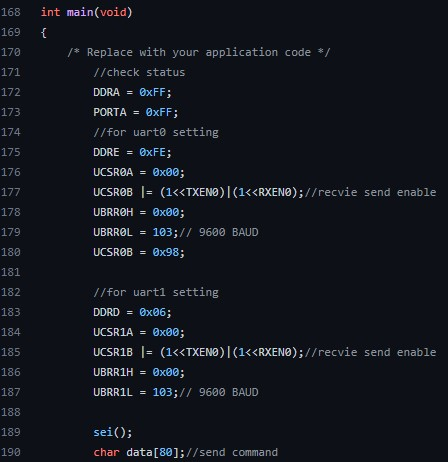 168 int main(void)
169 {
170     /* Replace with your application code */
171         //check status
172         DDRA = 0xFF;
173         PORTA = 0xFF;
174         //for uart0 setting
175         DDRE = 0xFE;
176         UCSR0A = 0x00;
177         UCSR0B |= (1<<TXEN0)|(1<<RXEN0);//recvie send enable
178         UBRR0H = 0x00;
179         UBRR0L = 103;// 9600 BAUD
180         UCSR0B = 0x98;
181
182         //for uart1 setting
183         DDRD = 0x06;
184         UCSR1A = 0x00;
185         UCSR1B |= (1<<TXEN0)|(1<<RXEN0);//recvie send enable
186         UBRR1H = 0x00;
187         UBRR1L = 103;// 9600 BAUD
188
189         sei();
190         char data[80];//send command